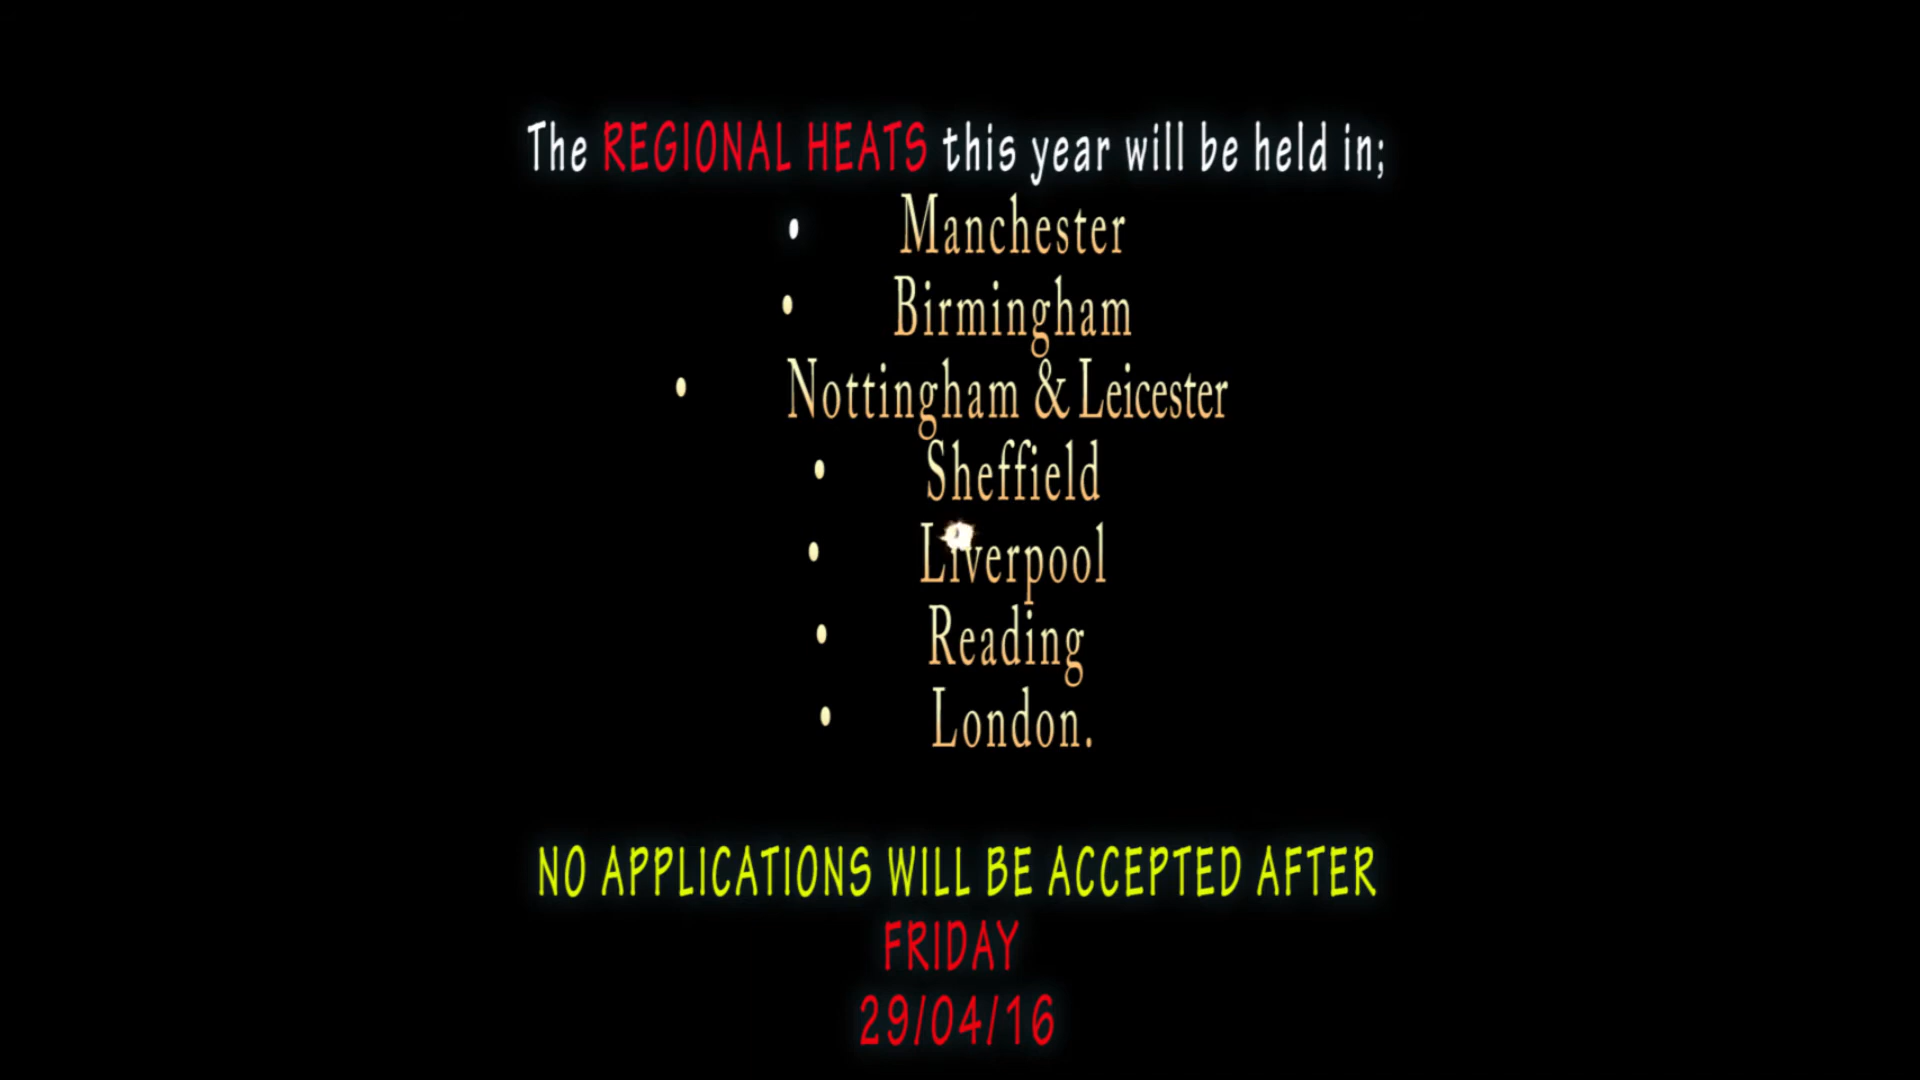 The REGIONAL HEATS this year will be held in;
• Manchester
• Birmingham
• Nottingham & Leicester
• Sheffield
• Liverpool
• Reading
• London.
NO APPLICATIONS WILL BE ACCEPTED AFTER
FRIDAY
29/04/16